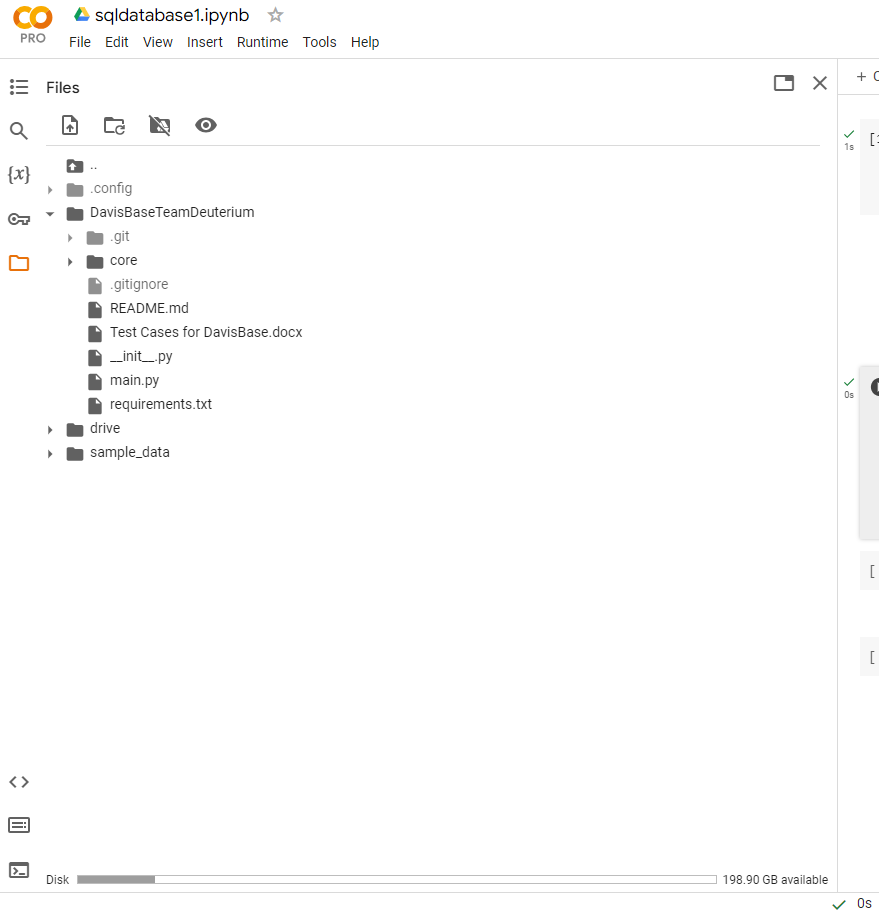 sqldatabase1.ipynb
PRO
File Edit View Insert Runtime Tools Help
Files
+ C
..
1s
[1
{x}
.config
DavisBaseTeamDeuterium
.git
core
.gitignore
README.md
Test Cases for DavisBase.docx
__init__.py
main.py
0s
requirements.txt
drive
sample_data
[
[
Disk 198.90 GB available
0s